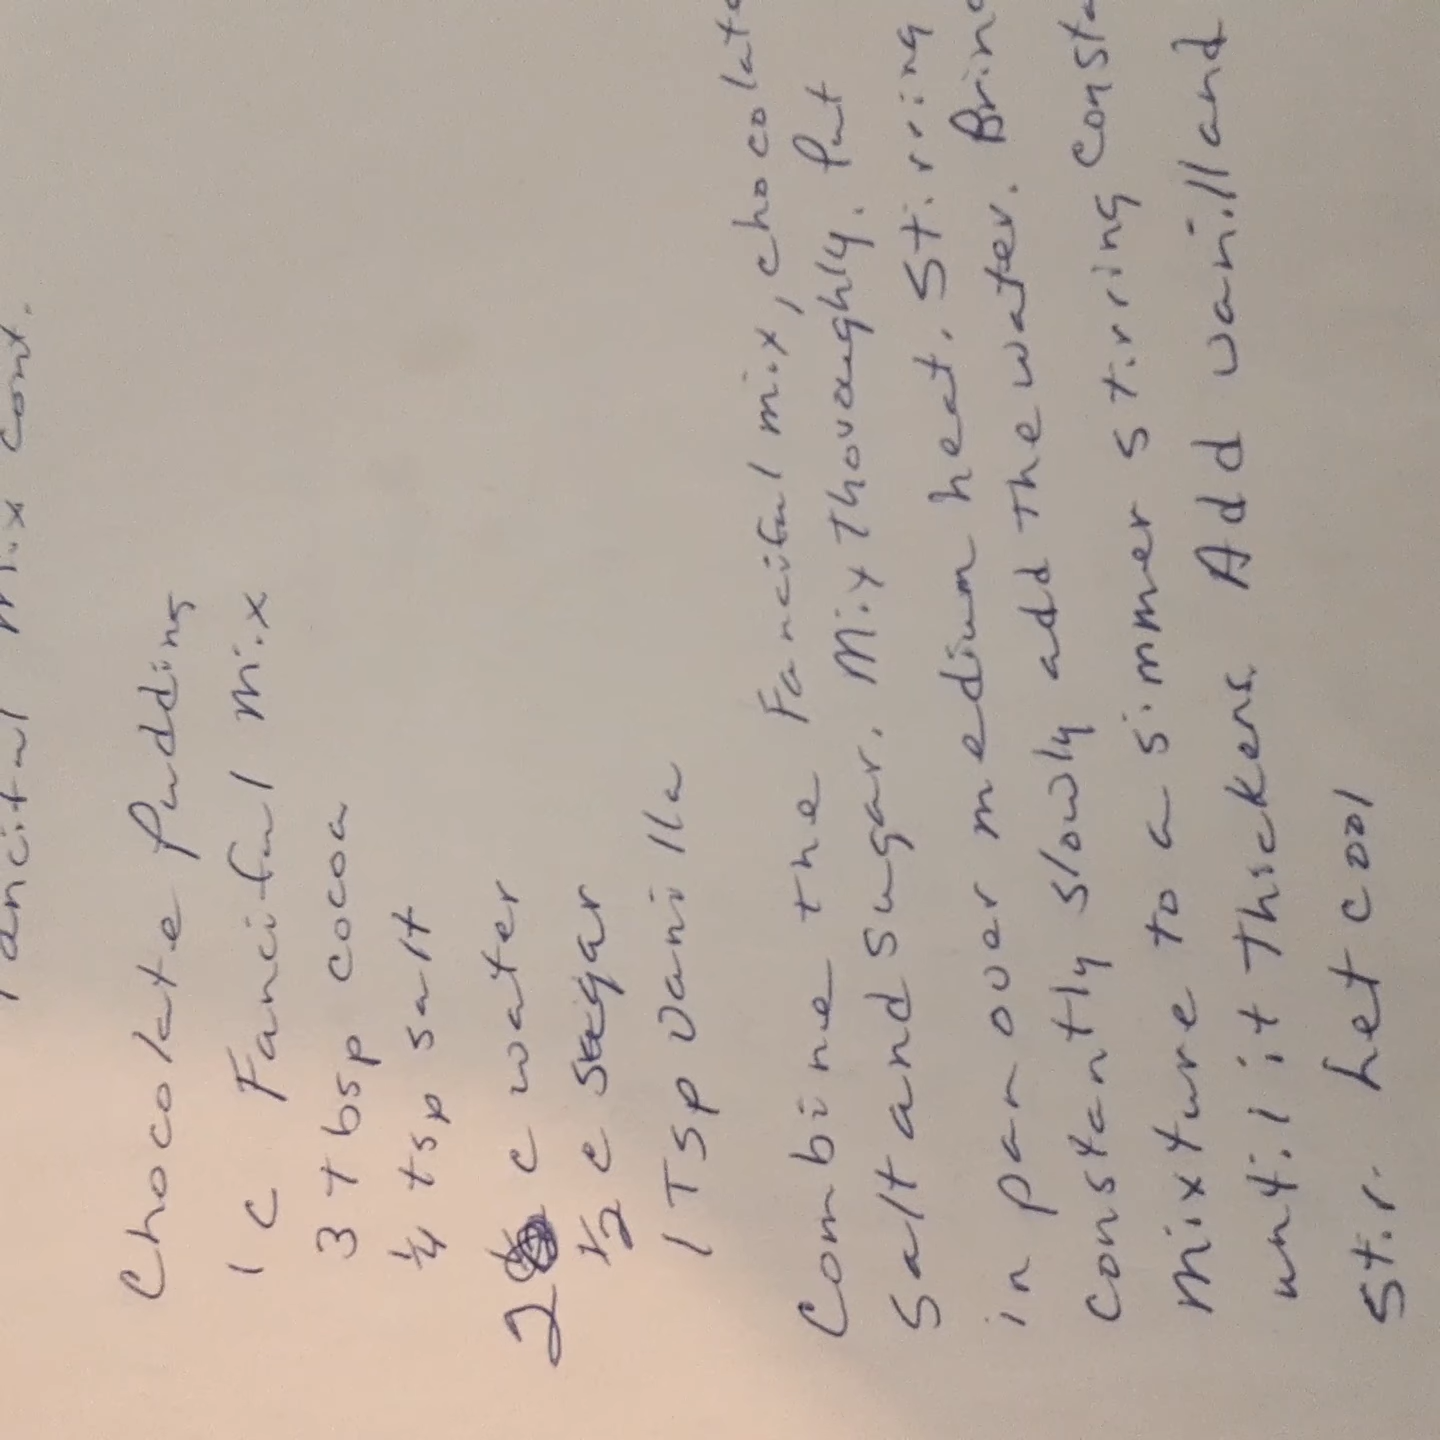 Fanciful Mix Cont.
Chocolate Pudding
1 c Fanciful Mix
3 tbsp cocoa
1/4 tsp salt
2 c water
1/2 c sugar
1 Tsp vanilla
Combine the Fanciful mix, chocolate
salt and sugar. Mix thoroughly. Put
in pan over medium heat. Stirring
constantly slowly add the water. Bring
mixture to a simmer stirring consta
until it thickens. Add vanill and
stir. Let cool